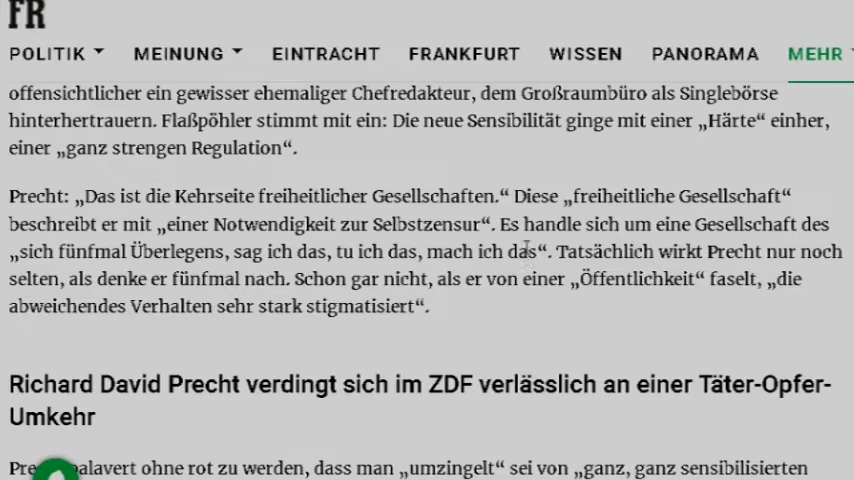 FR
POLITIK MEINUNG EINTRACHT FRANKFURT WISSEN PANORAMA MEHR
offensichtlicher ein gewisser ehemaliger Chefredakteur, dem Großraumbüro als Singlebörse
hinterhertrauern. Flaßpöhler stimmt mit ein: Die neue Sensibilität ginge mit einer „Härte“ einher,
einer „ganz strengen Regulation“.
Precht: „Das ist die Kehrseite freiheitlicher Gesellschaften.“ Diese „freiheitliche Gesellschaft“
beschreibt er mit „einer Notwendigkeit zur Selbstzensur“. Es handle sich um eine Gesellschaft des
„sich fünfmal Überlegens, sag ich das, tu ich das, mach ich das“. Tatsächlich wirkt Precht nur noch
selten, als denke er fünfmal nach. Schon gar nicht, als er von einer „Öffentlichkeit“ faselt, „die
abweichendes Verhalten sehr stark stigmatisiert“.
Richard David Precht verdingt sich im ZDF verlässlich an einer Täter-Opfer-
Umkehr
ohne rot zu werden, dass man „umzingelt“ sei von „ganz, ganz sensibilisierten